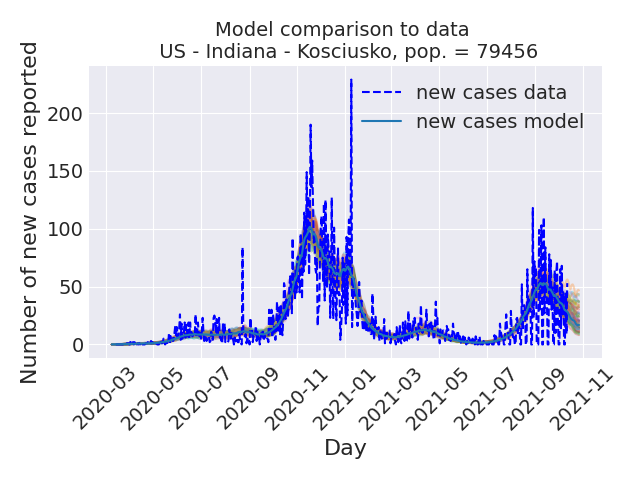 Model comparison to data
US - Indiana - Kosciusko, pop. = 79456
Number of new cases reported
200
150
100
50
0
new cases data
new cases model
2020-03
2020-05
2020-07
2020-09
2020-11
2021-01
2021-03
2021-05
2021-07
2021-09
2021-11
Day